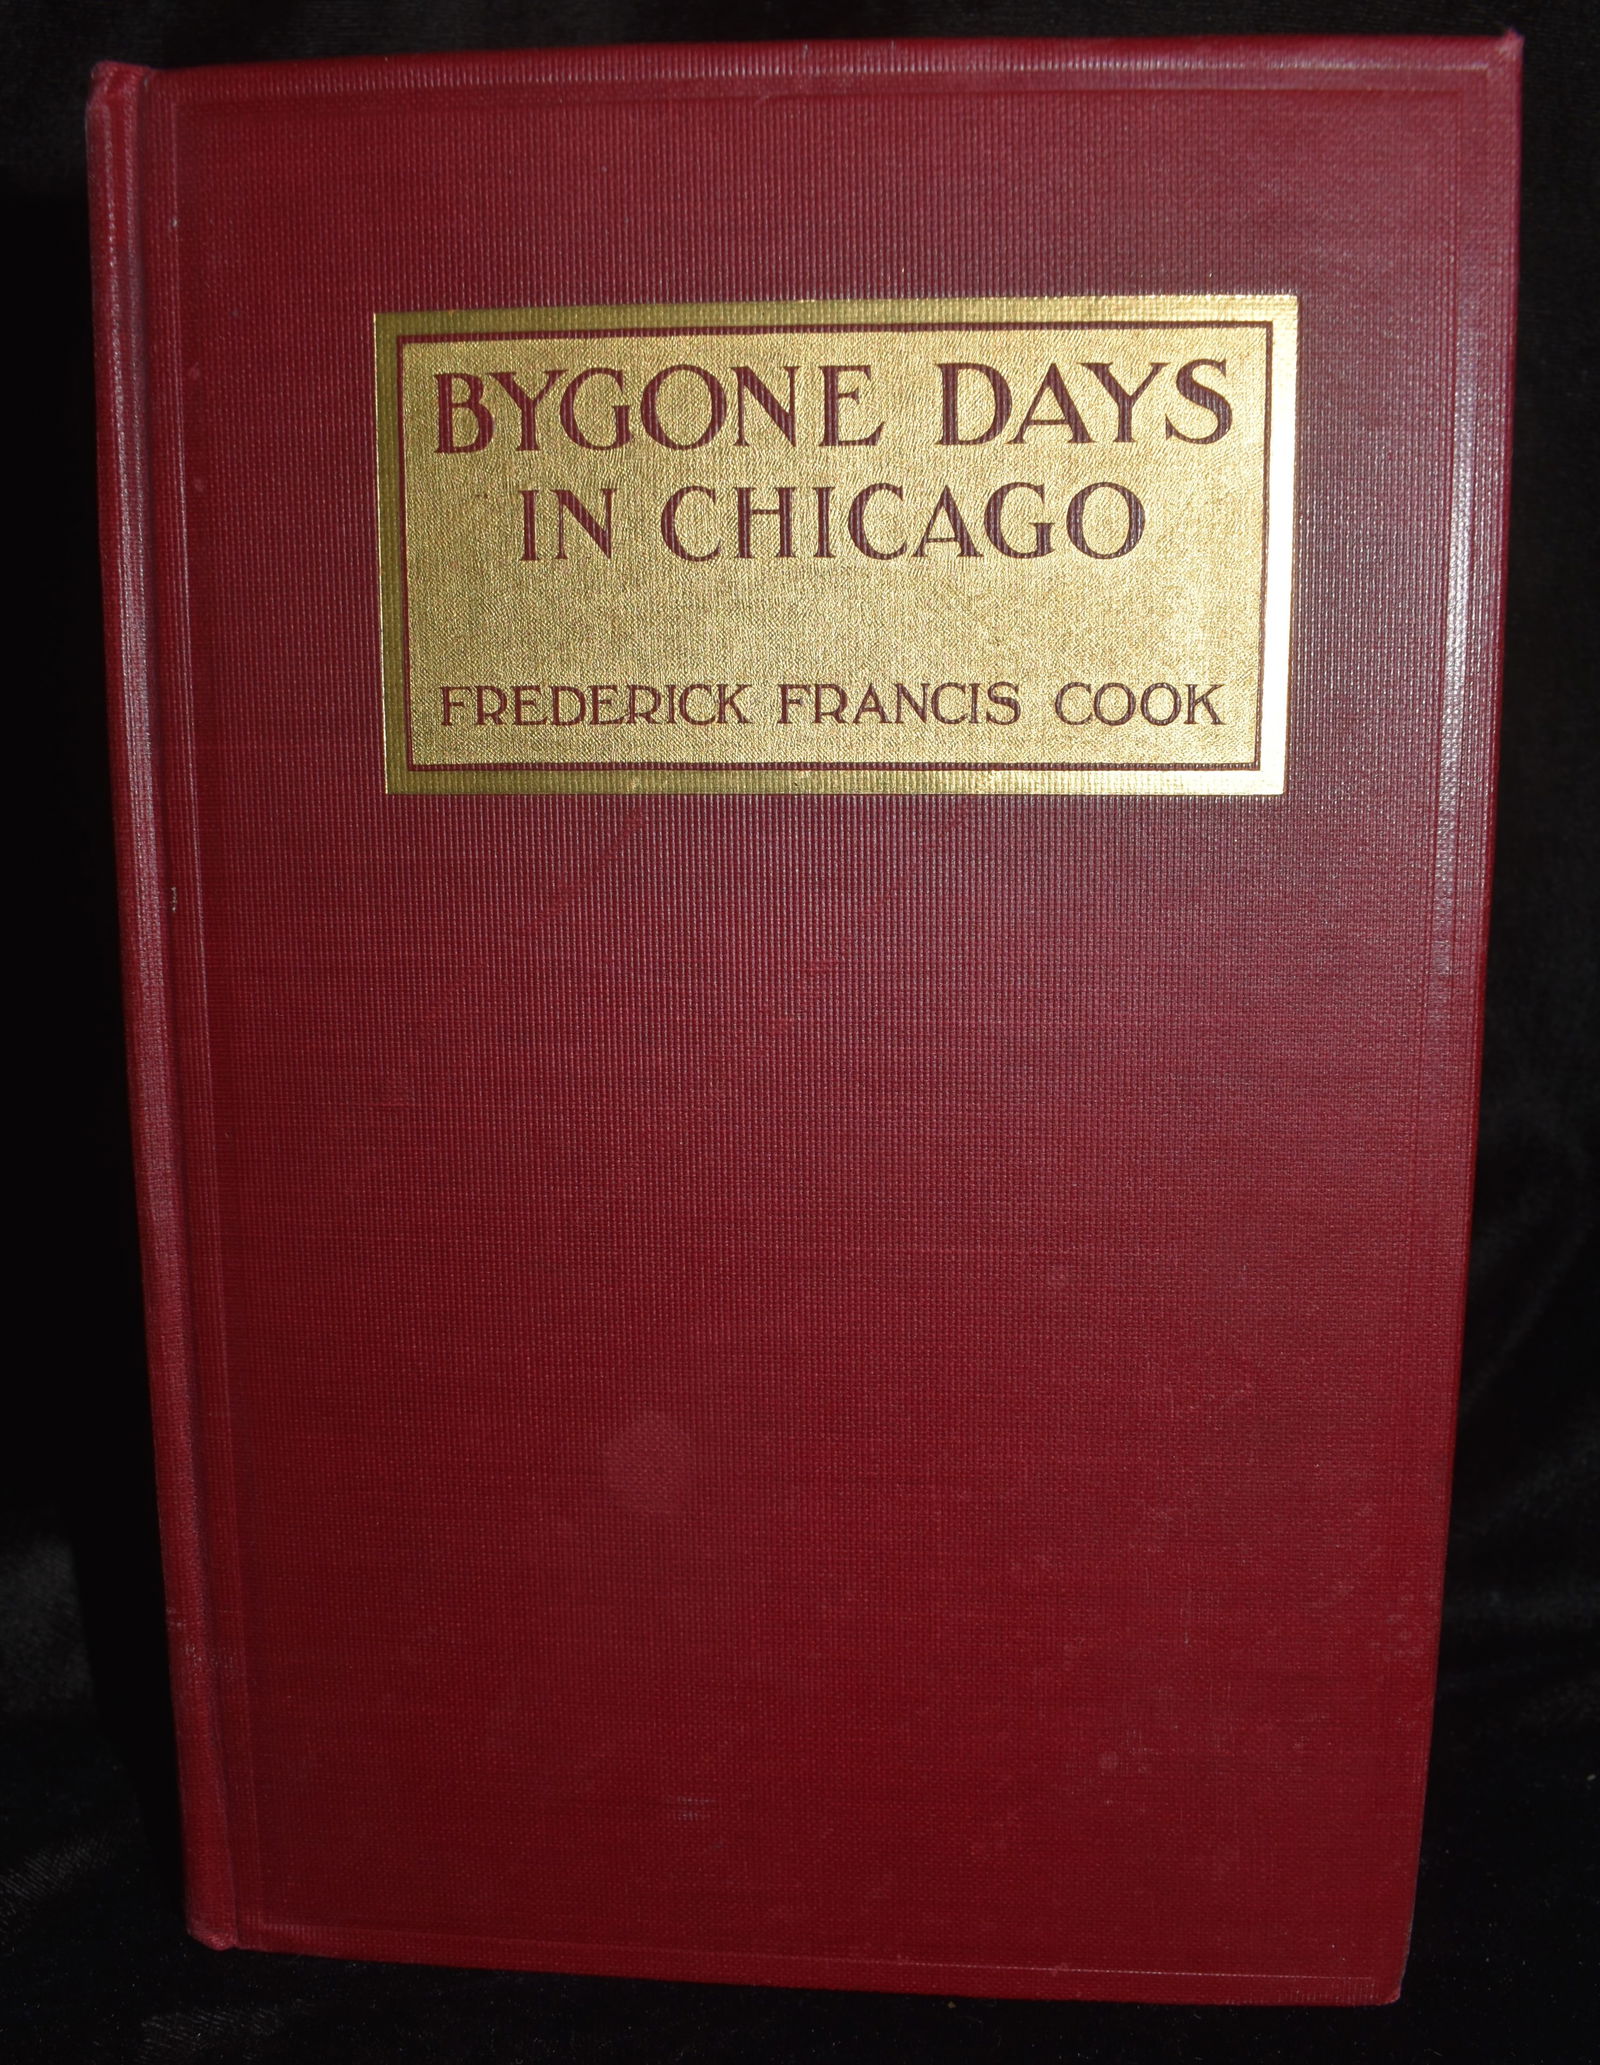 BYGONE DAYS
IN CHICAGO
FREDERICK FRANCIS COOK